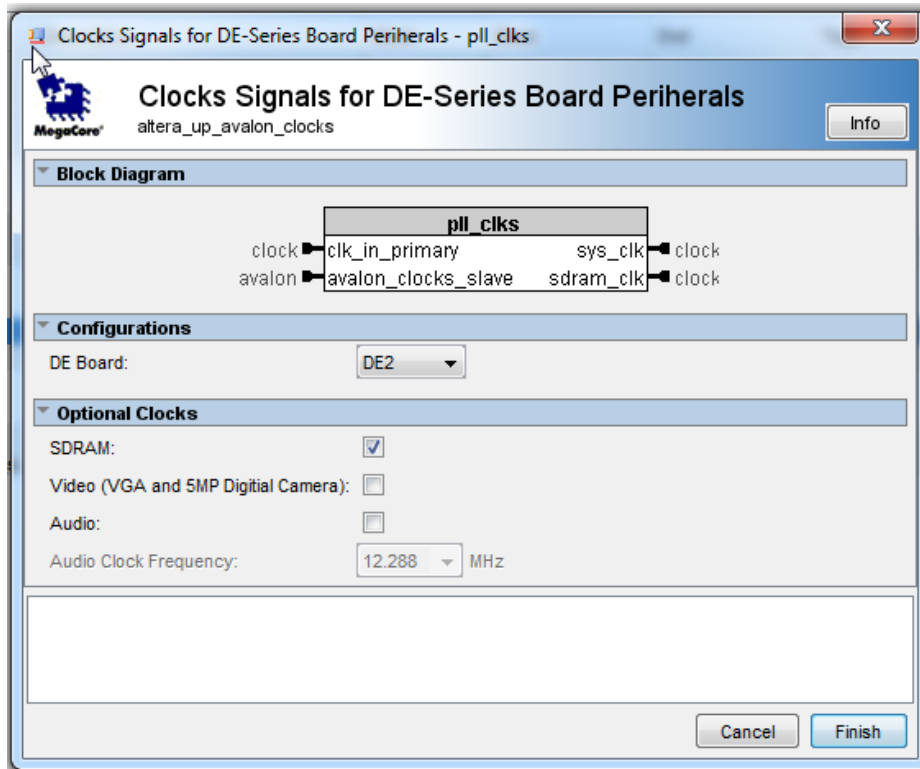 Clocks Signals for DE-Series Board Periherals - pll_clks
Clocks Signals for DE-Series Board Periherals
altera_up_avalon_clocks
MegaCore®
Info
Block Diagram
pll_clks
clock clk_in_primary sys_clk clock
avalon avalon_clocks_slave sdram_clk clock
Configurations
DE Board: DE2
Optional Clocks
SDRAM:
Video (VGA and 5MP Digitial Camera):
Audio:
Audio Clock Frequency: 12.288 MHz
Cancel Finish